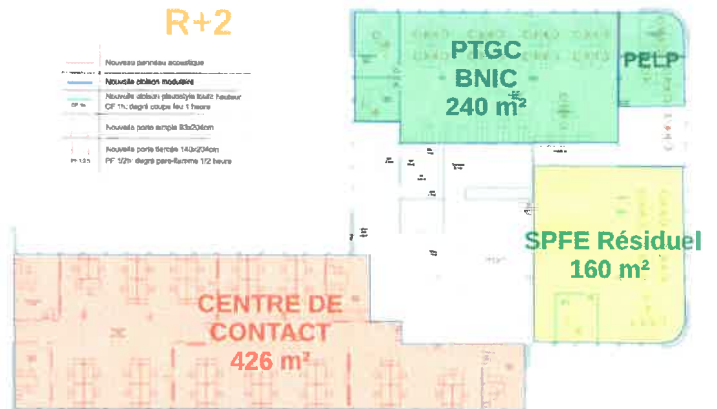 R+2
Nouveau panneau acoustique
Nouvelle cloison modulaire
Nouvelle cloison placostyle toute hauteur
CF 1h: degré coupe feu 1 heure
Nouvelle porte simple 83x204cm
Nouvelle porte tiercée 140x204cm
PF 1/2h: degré pare-flamme 1/2 heure
PTGC
BNIC
240 m²
PELP
SPFE Résiduel
160 m²
CENTRE DE
CONTACT
426 m²